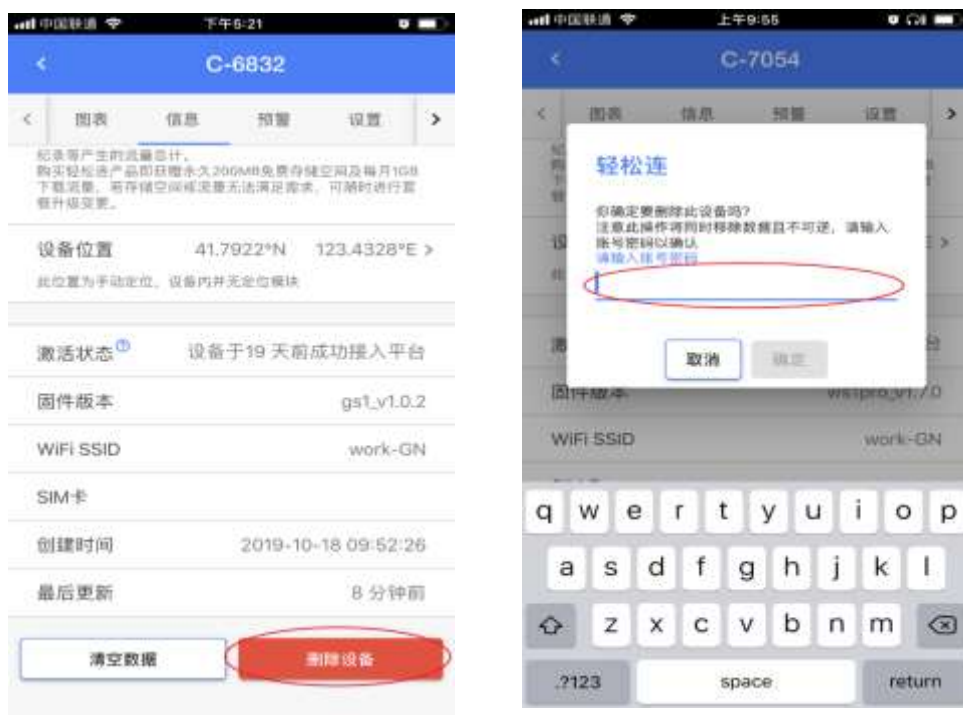 中国联通
下午5:21
C-6832
图表 信息 预警 设置
纪录等产生的流量总计。
购买轻松连产品即获赠永久200MB免费存储空间及每月1GB
下载流量，若存储空间或流量无法满足需求，可随时进行套
餐升级变更。
设备位置 41.7922°N 123.4328°E >
此位置为手动定位，设备内并无定位模块
激活状态? 设备于19 天前成功接入平台
固件版本 gs1_v1.0.2
WiFi SSID work-GN
SIM卡
创建时间 2019-10-18 09:52:26
最后更新 8 分钟前
清空数据 删除设备
中国联通
上午9:55
C-7054
图表 信息 预警 设置
轻松连
你确定要删除此设备吗?
注意此操作将同时移除数据且不可逆，请输入
账号密码以确认
请输入账号密码
取消 确定
固件版本 ws1pro_v1.7.0
WiFi SSID work-GN
q w e r t y u i o p
a s d f g h j k l
z x c v b n m
.?123 space return